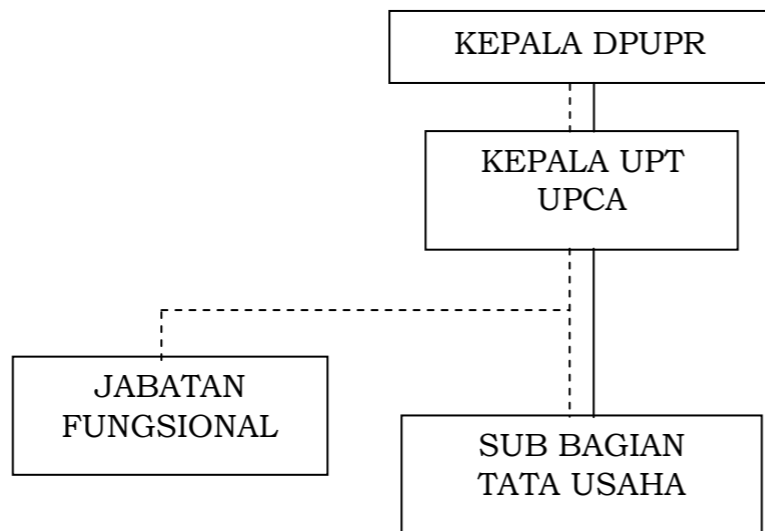 KEPALA DPUPR
KEPALA UPT
UPCA
JABATAN
FUNGSIONAL
SUB BAGIAN
TATA USAHA